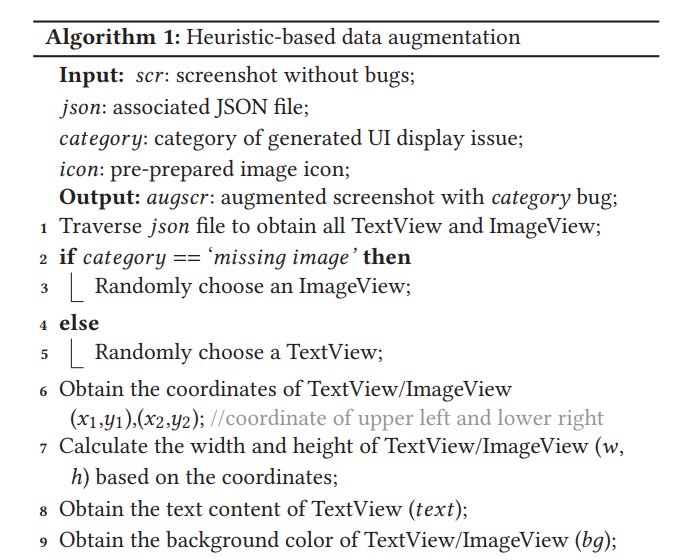 Algorithm 1: Heuristic-based data augmentation
Input: scr: screenshot without bugs;
json: associated JSON file;
category: category of generated UI display issue;
icon: pre-prepared image icon;
Output: augscr: augmented screenshot with category bug;
1 Traverse json file to obtain all TextView and ImageView;
2 if category == ‘missing image’ then
3 Randomly choose an ImageView;
4 else
5 Randomly choose a TextView;
6 Obtain the coordinates of TextView/ImageView
(x₁,y₁),(x₂,y₂); //coordinate of upper left and lower right
7 Calculate the width and height of TextView/ImageView (w,
h) based on the coordinates;
8 Obtain the text content of TextView (text);
9 Obtain the background color of TextView/ImageView (bg);